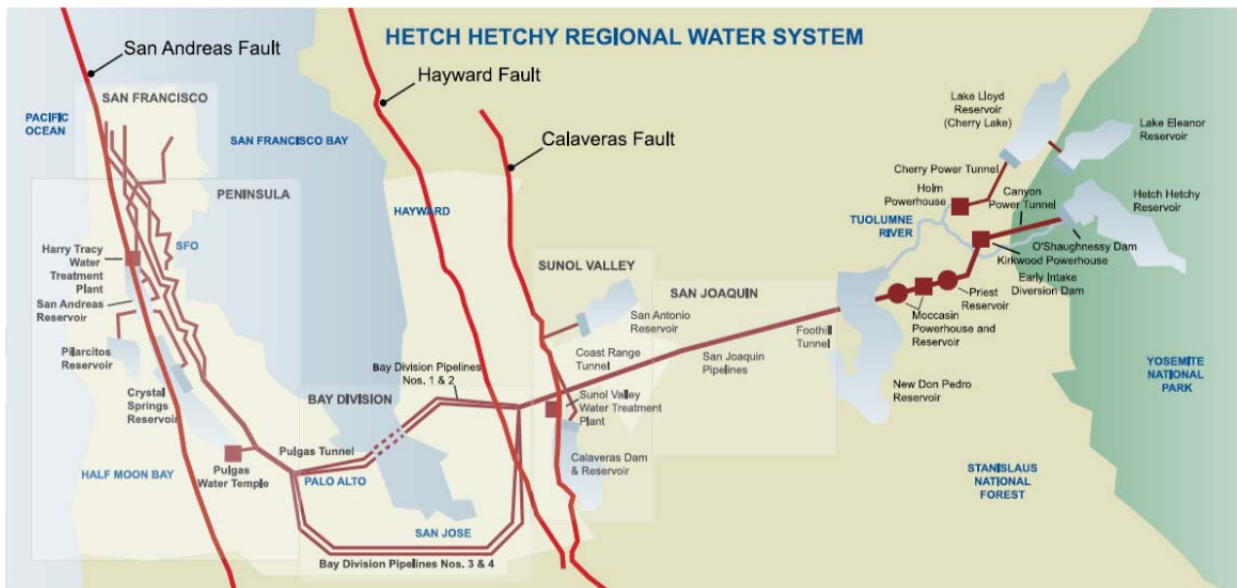 HETCH HETCHY REGIONAL WATER SYSTEM
San Andreas Fault
Hayward Fault
Calaveras Fault
SAN FRANCISCO
PACIFIC
OCEAN
SAN FRANCISCO BAY
PENINSULA
SFO
Harry Tracy
Water
Treatment
Plant
San Andreas
Reservoir
Pilarcitos
Reservoir
Crystal
Springs
Reservoir
HALF MOON BAY
Pulgas
Water Temple
Pulgas Tunnel
PALO ALTO
BAY DIVISION
Bay Division Pipelines
Nos. 1 & 2
SAN JOSE
Bay Division Pipelines Nos. 3 & 4
HAYWARD
SUNOL VALLEY
San Antonio
Reservoir
Coast Range
Tunnel
Sunol Valley
Water Treatment
Plant
Calaveras Dam
& Reservoir
SAN JOAQUIN
San Joaquin
Pipelines
Foothill
Tunnel
New Don Pedro
Reservoir
Moccasin
Powerhouse and
Reservoir
Priest
Reservoir
Early Intake
Diversion Dam
Kirkwood Powerhouse
O'Shaughnessy Dam
TUOLUMNE
RIVER
Holm
Powerhouse
Cherry Power Tunnel
Canyon
Power Tunnel
Lake Lloyd
Reservoir
(Cherry Lake)
Lake Eleanor
Reservoir
Hetch Hetchy
Reservoir
YOSEMITE
NATIONAL
PARK
STANISLAUS
NATIONAL
FOREST